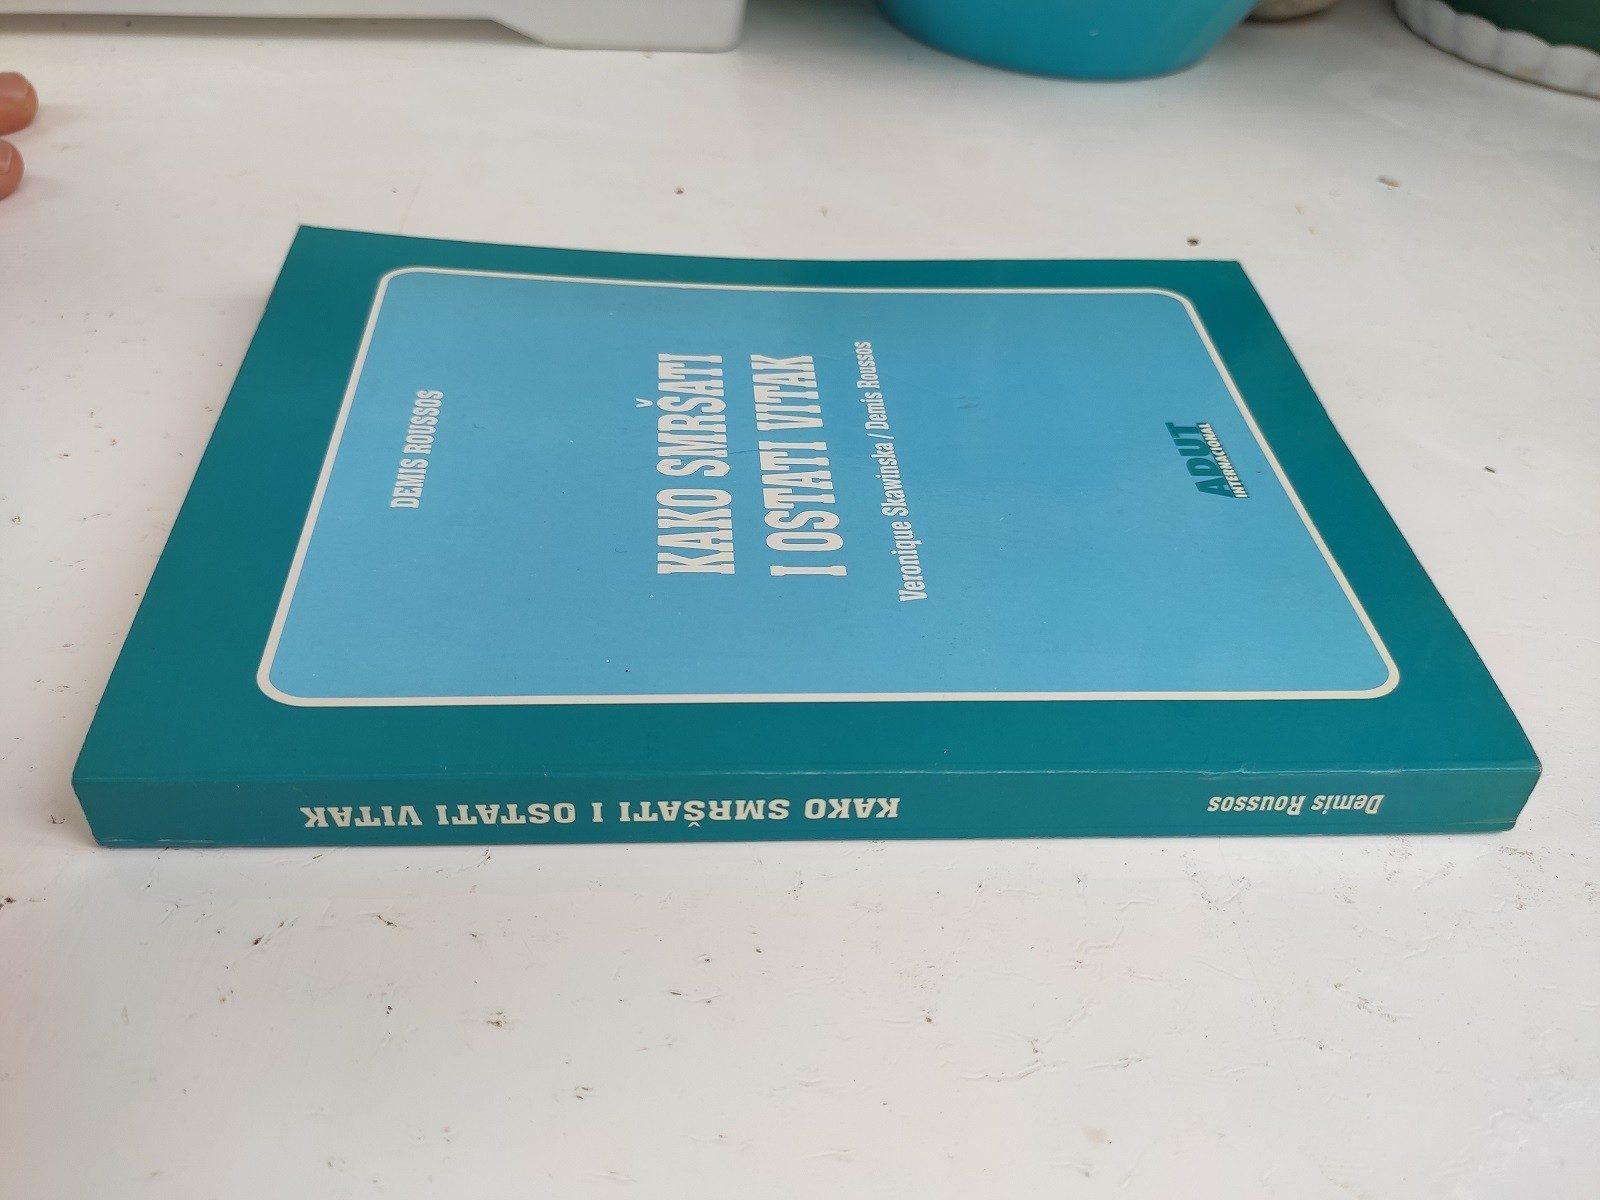 DEMIS ROUSSOS
KAKO SMRŠATI
I OSTATI VITAK
Veronique Skawinska / Demis Roussos
ADUT
INTERNACIONAL
Demis Roussos
KAKO SMRŠATI I OSTATI VITAK